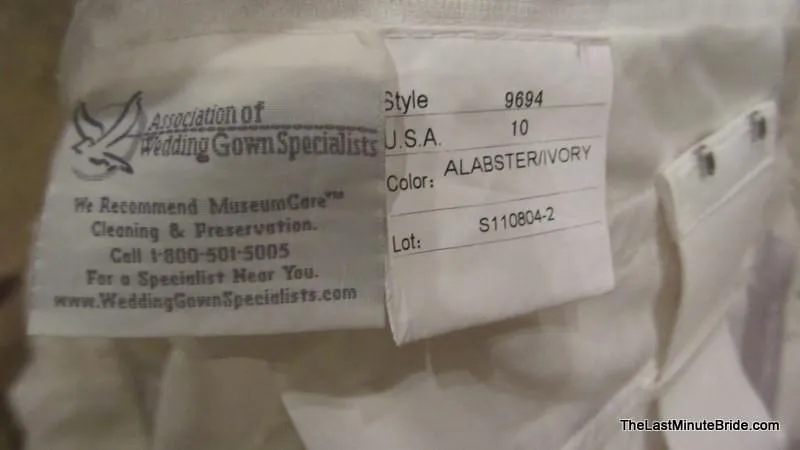 Association of
Wedding Gown Specialists
We Recommend MuseumCare™
Cleaning & Preservation.
Call 1-800-501-5005
For a Specialist Near You.
www.WeddingGownSpecialists.com
Style 9694
U.S.A. 10
Color: ALABSTER/IVORY
Lot: S110804-2
TheLastMinuteBride.com